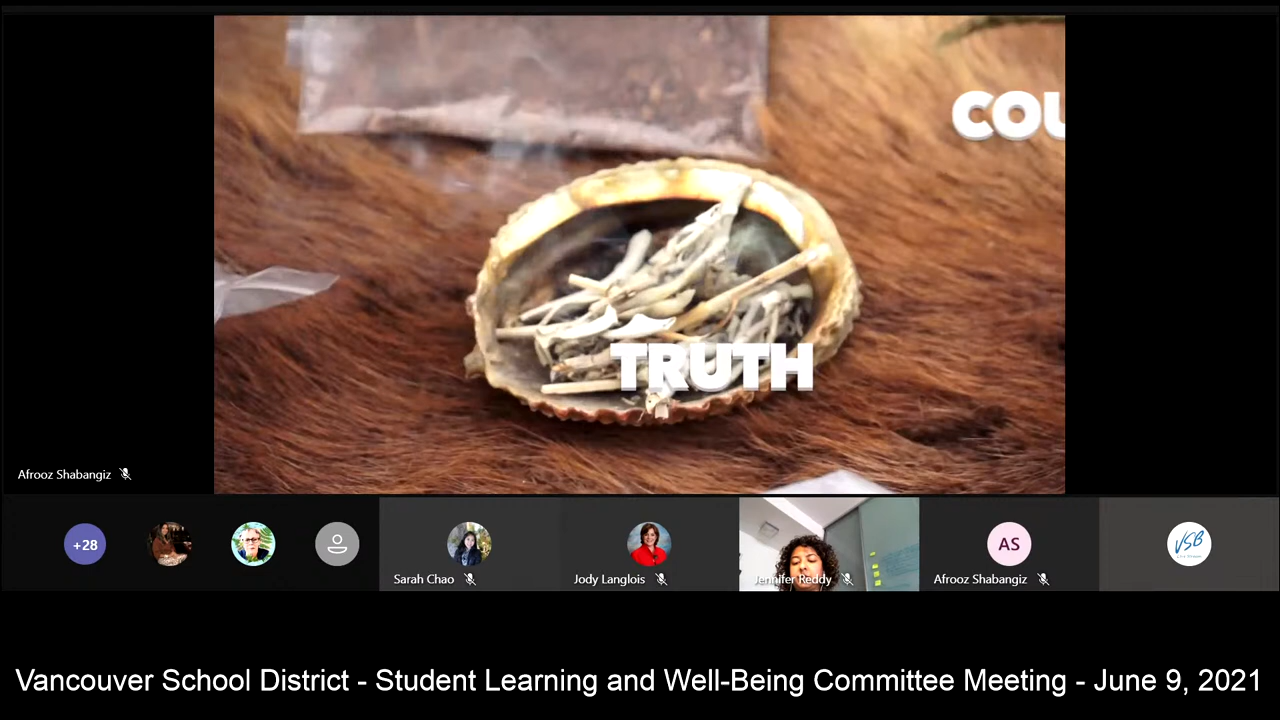 COU
TRUTH
Afrooz Shabangiz
+28
Sarah Chao
Jody Langlois
Jennifer Reddy
Afrooz Shabangiz
AS
VSB
Vancouver School District - Student Learning and Well-Being Committee Meeting - June 9, 2021